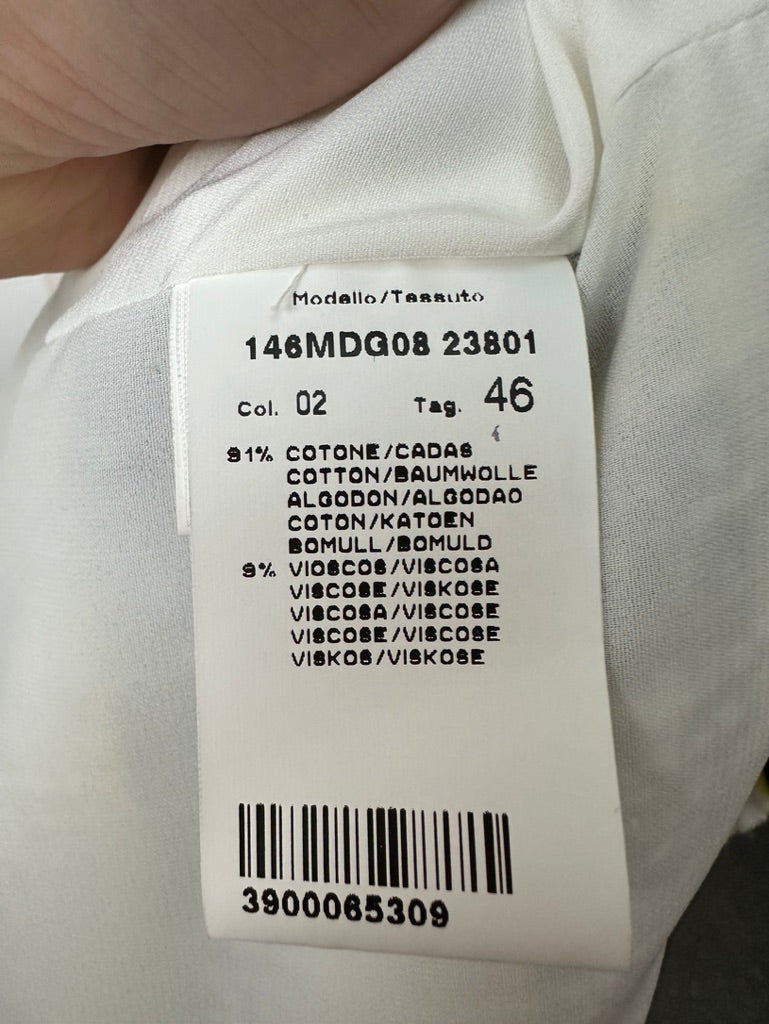 Modello/Tessuto
146MDG08 23801
Col. 02 Tag. 46
91% COTONE/CADAS
COTTON/BAUMWOLLE
ALGODON/ALGODAO
COTON/KATOEN
BOMULL/BOMULD
9% VIOSCOS/VISCOSA
VISCOSE/VISKOSE
VISCOSA/VISCOSE
VISCOSE/VISCOSE
VISKOS/VISKOSE
3900065309